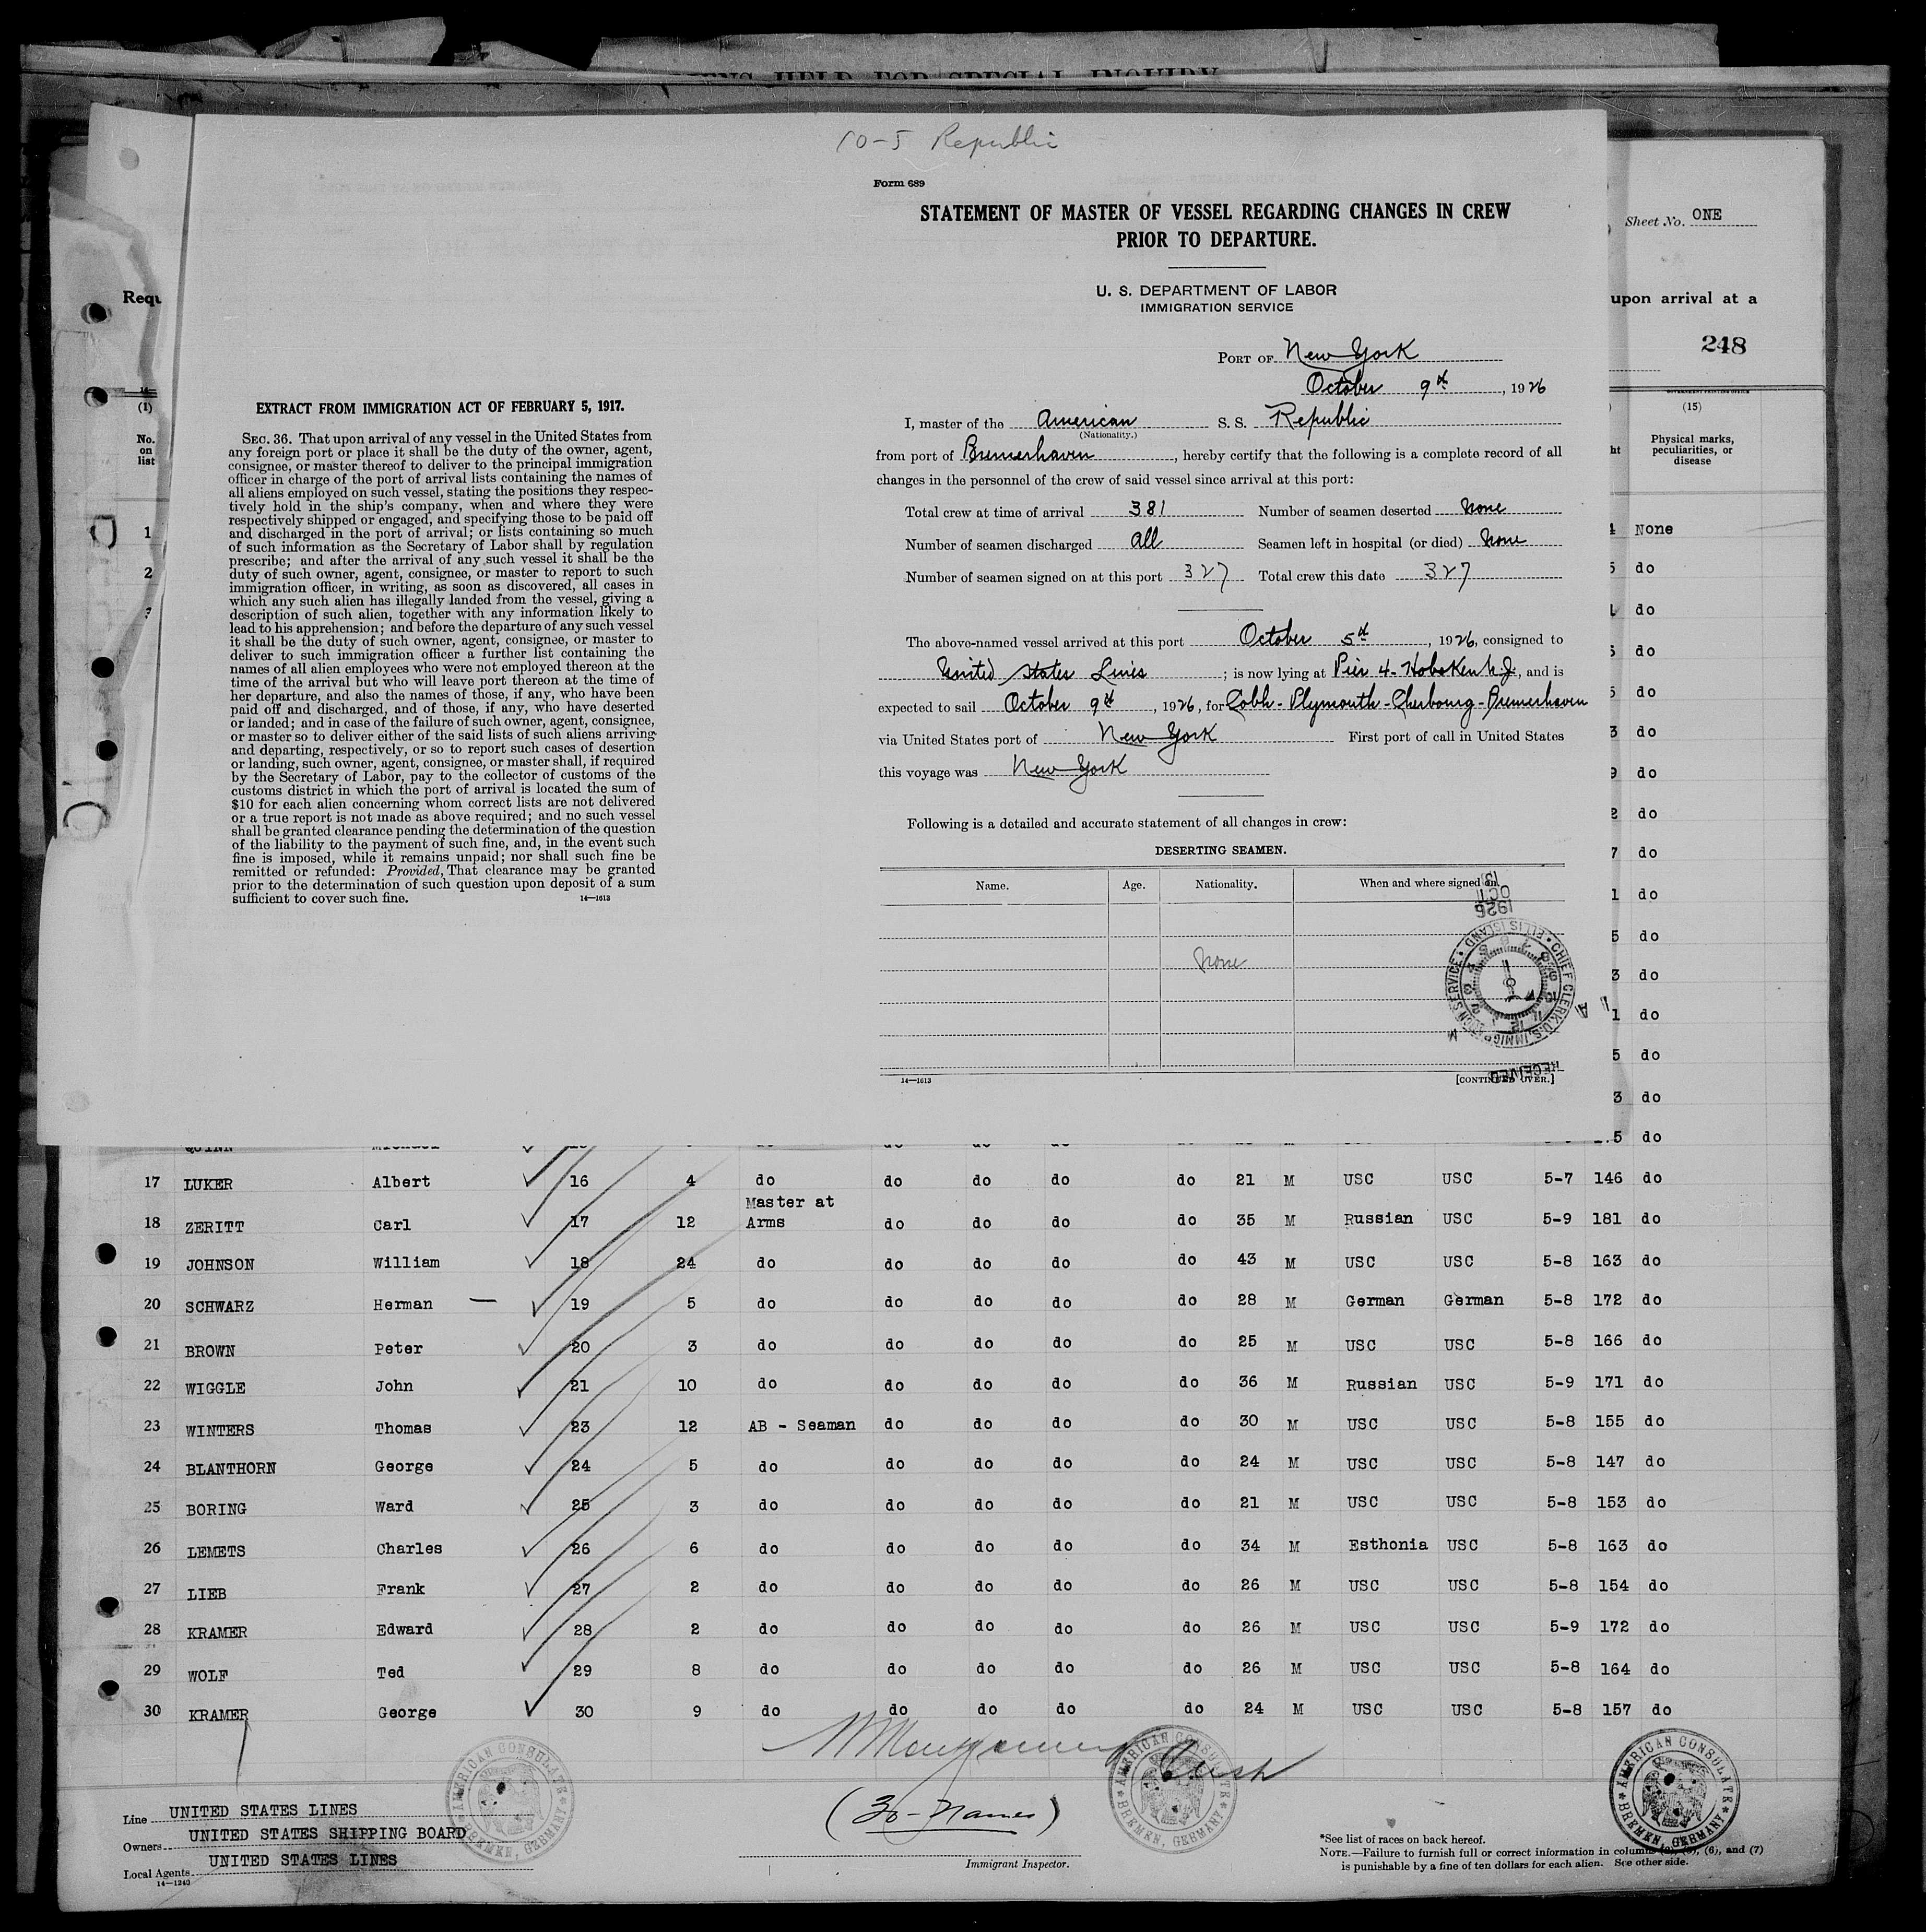 10-5 Republic
Form 689
STATEMENT OF MASTER OF VESSEL REGARDING CHANGES IN CREW
PRIOR TO DEPARTURE.
U. S. DEPARTMENT OF LABOR
IMMIGRATION SERVICE
PORT OF New York
October 9th, 1926
I, master of the American S. S. Republic
(Nationality.)
from port of Bremerhaven, hereby certify that the following is a complete record of all
changes in the personnel of the crew of said vessel since arrival at this port:
Total crew at time of arrival 381 Number of seamen deserted None
Number of seamen discharged all Seamen left in hospital (or died) None
Number of seamen signed on at this port 327 Total crew this date 327
The above-named vessel arrived at this port October 5th, 1926, consigned to
United States Lines; is now lying at Pier 4-Hoboken N.J., and is
expected to sail October 9th, 1926, for Cobh - Plymouth - Cherbourg - Bremerhaven
via United States port of New York First port of call in United States
this voyage was New York
Following is a detailed and accurate statement of all changes in crew:
DESERTING SEAMEN.
Name. Age. Nationality. When and where signed on.
None
14—1613 [CONTINUED OVER.]
13
OCT
1926
CHIEF CLERK U.S. IMMIGRATION SERVICE • ELLIS ISLAND
RECEIVED
EXTRACT FROM IMMIGRATION ACT OF FEBRUARY 5, 1917.
SEC. 36. That upon arrival of any vessel in the United States from
any foreign port or place it shall be the duty of the owner, agent,
consignee, or master thereof to deliver to the principal immigration
officer in charge of the port of arrival lists containing the names of
all aliens employed on such vessel, stating the positions they respec-
tively hold in the ship's company, when and where they were
respectively shipped or engaged, and specifying those to be paid off
and discharged in the port of arrival; or lists containing so much
of such information as the Secretary of Labor shall by regulation
prescribe; and after the arrival of any such vessel it shall be the
duty of such owner, agent, consignee, or master to report to such
immigration officer, in writing, as soon as discovered, all cases in
which any such alien has illegally landed from the vessel, giving a
description of such alien, together with any information likely to
lead to his apprehension; and before the departure of any such vessel
it shall be the duty of such owner, agent, consignee, or master to
deliver to such immigration officer a further list containing the
names of all alien employees who were not employed thereon at the
time of the arrival but who will leave port thereon at the time of
her departure, and also the names of those, if any, who have been
paid off and discharged, and of those, if any, who have deserted
or landed; and in case of the failure of such owner, agent, consignee,
or master so to deliver either of the said lists of such aliens arriving
and departing, respectively, or so to report such cases of desertion
or landing, such owner, agent, consignee, or master shall, if required
by the Secretary of Labor, pay to the collector of customs of the
customs district in which the port of arrival is located the sum of
$10 for each alien concerning whom correct lists are not delivered
or a true report is not made as above required; and no such vessel
shall be granted clearance pending the determination of the question
of the liability to the payment of such fine, and, in the event such
fine is imposed, while it remains unpaid; nor shall such fine be
remitted or refunded: Provided, That clearance may be granted
prior to the determination of such question upon deposit of a sum
sufficient to cover such fine.
14—1613
Sheet No. ONE
upon arrival at a
248
(1) (15)
No. on list
Physical marks, peculiarities, or disease
1 None
2 do
do
do
do
do
do
do
do
do
do
do
do
do
do
do
QUINN Michael
17 LUKER Albert 16 4 do do do do do 21 M USC USC 5-7 146 do
18 ZERITT Carl 17 12 Master at Arms do do do do 35 M Russian USC 5-9 181 do
19 JOHNSON William 18 24 do do do do do 43 M USC USC 5-8 163 do
20 SCHWARZ Herman — 19 5 do do do do do 28 M German German 5-8 172 do
21 BROWN Peter 20 3 do do do do do 25 M USC USC 5-8 166 do
22 WIGGLE John 21 10 do do do do do 36 M Russian USC 5-9 171 do
23 WINTERS Thomas 23 12 AB - Seaman do do do do 30 M USC USC 5-8 155 do
24 BLANTHORN George 24 5 do do do do do 24 M USC USC 5-8 147 do
25 BORING Ward 25 3 do do do do do 21 M USC USC 5-8 153 do
26 LEMETS Charles 26 6 do do do do do 34 M Esthonia USC 5-8 163 do
27 LIEB Frank 27 2 do do do do do 26 M USC USC 5-8 154 do
28 KRAMER Edward 28 2 do do do do do 26 M USC USC 5-9 172 do
29 WOLF Ted 29 8 do do do do do 26 M USC USC 5-8 164 do
30 KRAMER George 30 9 do do do do do 24 M USC USC 5-8 157 do
(30-Names)
Immigrant Inspector.
Line UNITED STATES LINES
Owners UNITED STATES SHIPPING BOARD
Local Agents UNITED STATES LINES
14—1240
AMERICAN CONSULATE BREMEN, GERMANY
AMERICAN CONSULATE BREMEN, GERMANY
AMERICAN CONSULATE BREMEN, GERMANY
*See list of races on back hereof.
NOTE.—Failure to furnish full or correct information in columns (2), (5), (6), and (7)
is punishable by a fine of ten dollars for each alien. See other side.